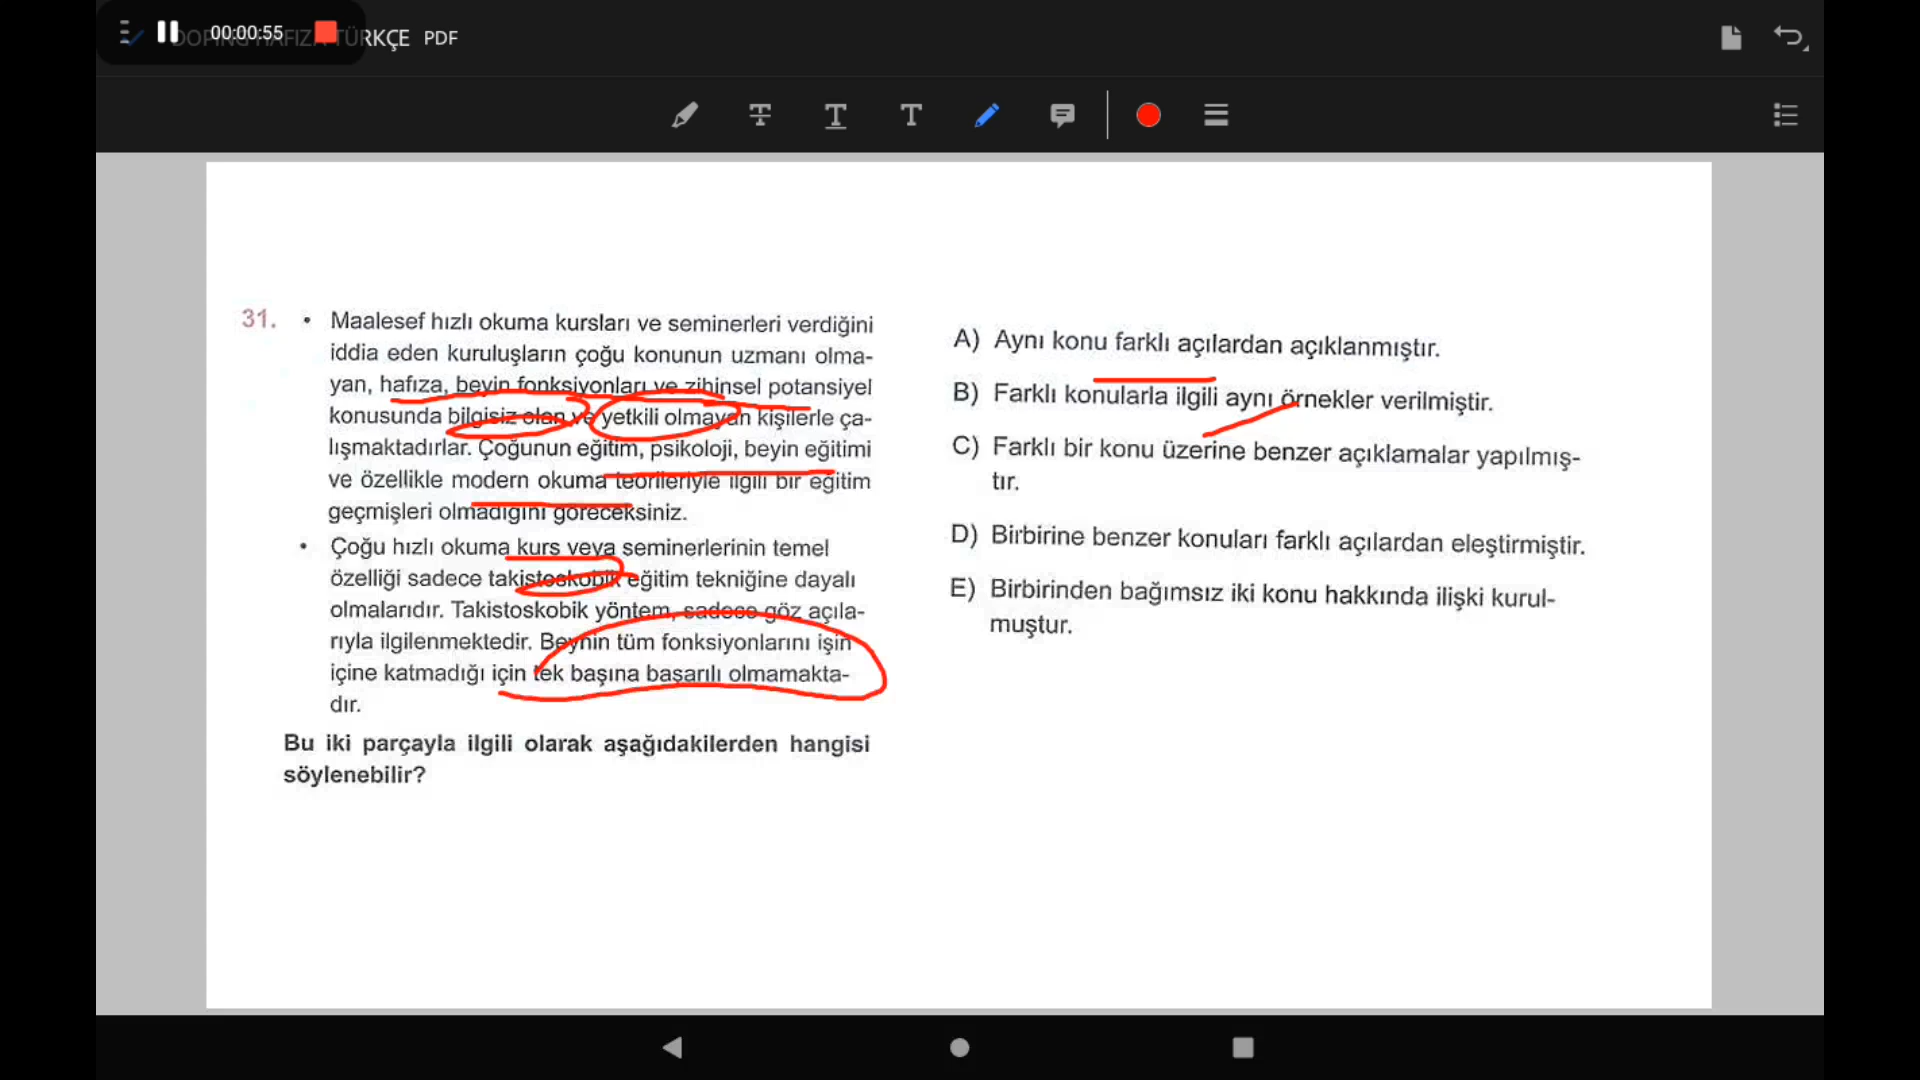 00:00:55
DOPING HAFIZA TÜRKÇE PDF
31. • Maalesef hızlı okuma kursları ve seminerleri verdiğini
iddia eden kuruluşların çoğu konunun uzmanı olma-
yan, hafıza, beyin fonksiyonları ve zihinsel potansiyel
konusunda bilgisiz olan ve yetkili olmayan kişilerle ça-
lışmaktadırlar. Çoğunun eğitim, psikoloji, beyin eğitimi
ve özellikle modern okuma teorileriyle ilgili bir eğitim
geçmişleri olmadığını göreceksiniz.
• Çoğu hızlı okuma kurs veya seminerlerinin temel
özelliği sadece takistoskobik eğitim tekniğine dayalı
olmalarıdır. Takistoskobik yöntem, sadece göz açıla-
rıyla ilgilenmektedir. Beynin tüm fonksiyonlarını işin
içine katmadığı için tek başına başarılı olmamakta-
dır.
Bu iki parçayla ilgili olarak aşağıdakilerden hangisi
söylenebilir?
A) Aynı konu farklı açılardan açıklanmıştır.
B) Farklı konularla ilgili aynı örnekler verilmiştir.
C) Farklı bir konu üzerine benzer açıklamalar yapılmış-
tır.
D) Birbirine benzer konuları farklı açılardan eleştirmiştir.
E) Birbirinden bağımsız iki konu hakkında ilişki kurul-
muştur.